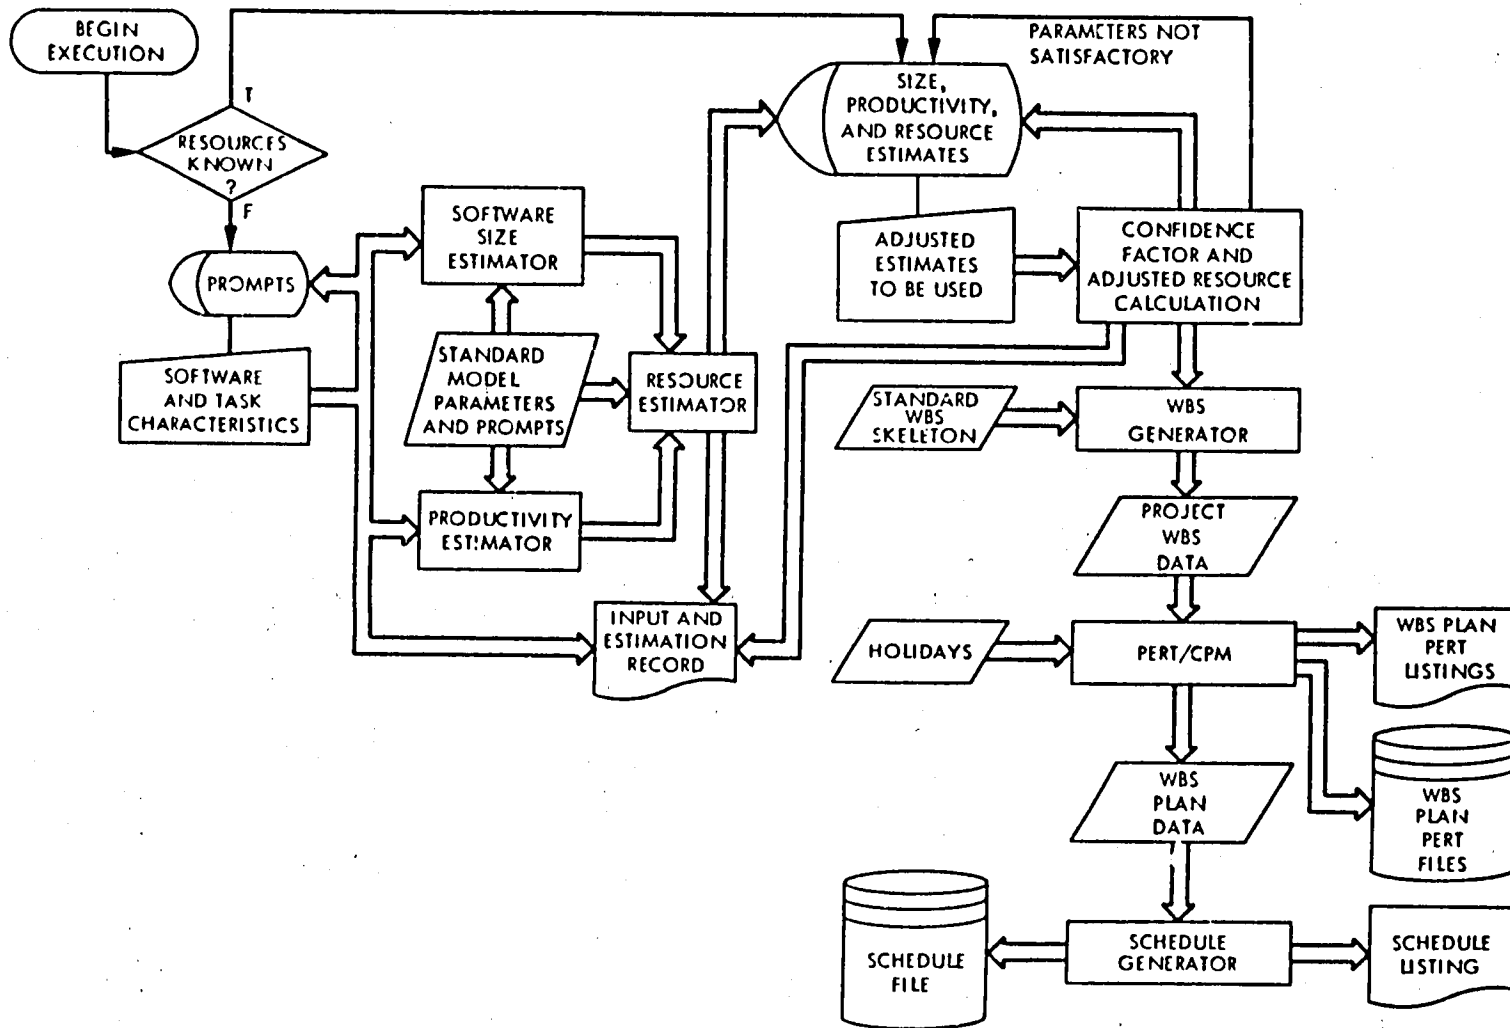 BEGIN
EXECUTION
PARAMETERS NOT
SATISFACTORY
T
RESOURCES
KNOWN
?
F
SIZE,
PRODUCTIVITY,
AND RESOURCE
ESTIMATES
PROMPTS
SOFTWARE
SIZE
ESTIMATOR
ADJUSTED
ESTIMATES
TO BE USED
CONFIDENCE
FACTOR AND
ADJUSTED RESOURCE
CALCULATION
SOFTWARE
AND TASK
CHARACTERISTICS
STANDARD
MODEL
PARAMETERS
AND PROMPTS
RESOURCE
ESTIMATOR
STANDARD
WBS
SKELETON
WBS
GENERATOR
PRODUCTIVITY
ESTIMATOR
PROJECT
WBS
DATA
INPUT AND
ESTIMATION
RECORD
HOLIDAYS
PERT/CPM
WBS PLAN
PERT
LISTINGS
WBS
PLAN
DATA
WBS
PLAN
PERT
FILES
SCHEDULE
FILE
SCHEDULE
GENERATOR
SCHEDULE
LISTING